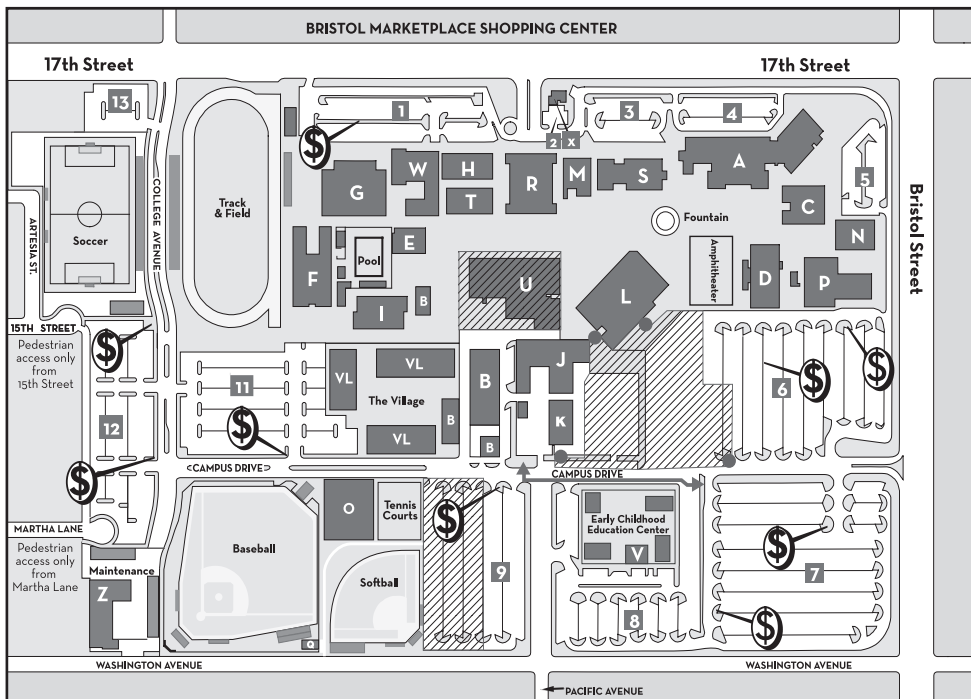 BRISTOL MARKETPLACE SHOPPING CENTER
17th Street
17th Street
13
1
2
X
3
4
5
$
Soccer
COLLEGE AVENUE
ARTESIA ST.
Track
& Field
G
W
H
T
R
M
S
A
C
N
Fountain
Bristol Street
F
Pool
E
I
B
U
L
Amphitheater
D
P
15TH STREET
Pedestrian
access only
from
15th Street
$
12
$
11
$
VL
VL
The Village
VL
B
B
B
J
K
6
$
$
CAMPUS DRIVE
CAMPUS DRIVE
MARTHA LANE
Pedestrian
access only
from
Martha Lane
Maintenance
Z
Baseball
O
Tennis
Courts
Softball
Q
$
9
Early Childhood
Education Center
V
8
$
7
$
WASHINGTON AVENUE
WASHINGTON AVENUE
PACIFIC AVENUE